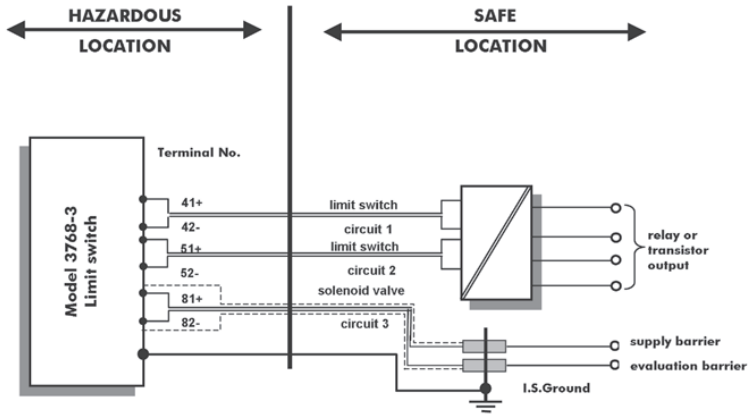 HAZARDOUS
LOCATION
SAFE
LOCATION
Terminal No.
Model 3768-3
Limit switch
41+
42-
51+
52-
81+
82-
limit switch
circuit 1
limit switch
circuit 2
solenoid valve
circuit 3
relay or
transistor
output
supply barrier
evaluation barrier
I.S.Ground